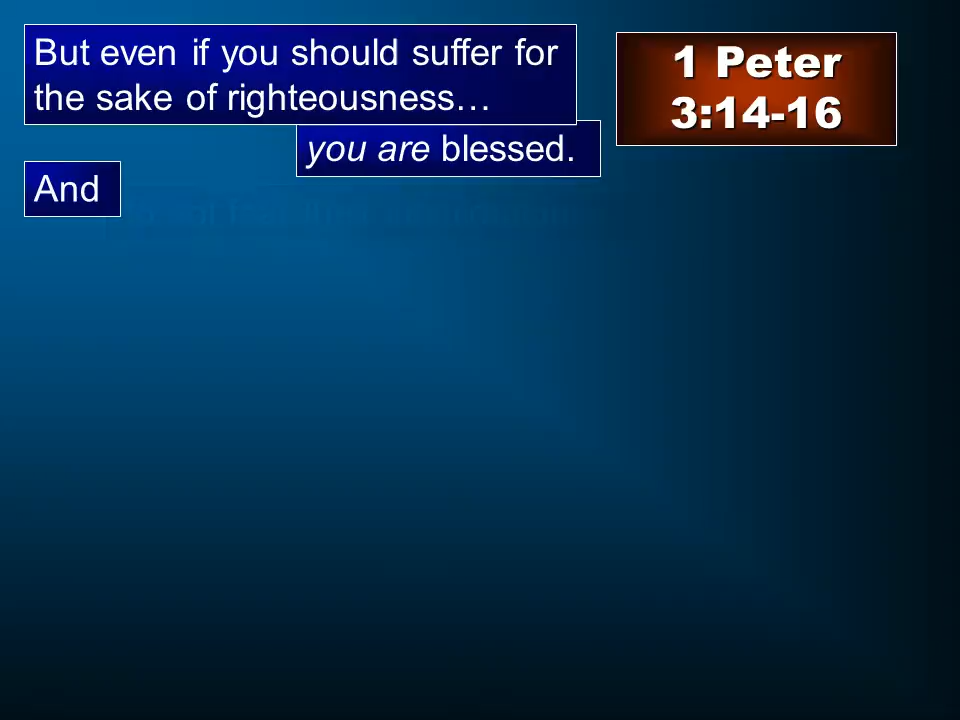 But even if you should suffer for
the sake of righteousness…
1 Peter
3:14-16
you are blessed.
And